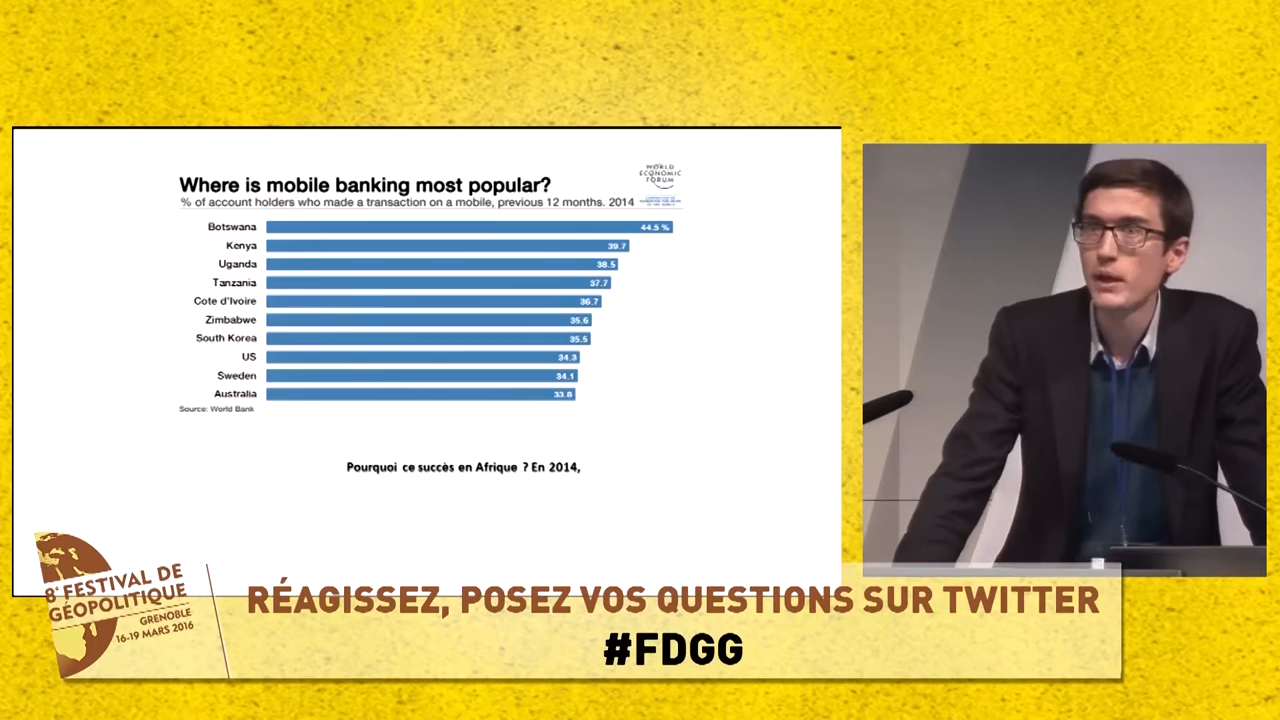 Where is mobile banking most popular?
WORLD
ECONOMIC
FORUM
% of account holders who made a transaction on a mobile, previous 12 months. 2014
Botswana 44.5 %
Kenya 39.7
Uganda 38.5
Tanzania 37.7
Cote d'Ivoire 36.7
Zimbabwe 35.6
South Korea 35.5
US 34.3
Sweden 34.1
Australia 33.8
Source: World Bank
Pourquoi ce succès en Afrique ? En 2014,
8e FESTIVAL DE
GÉOPOLITIQUE
GRENOBLE
16-19 MARS 2016
RÉAGISSEZ, POSEZ VOS QUESTIONS SUR TWITTER
#FDGG